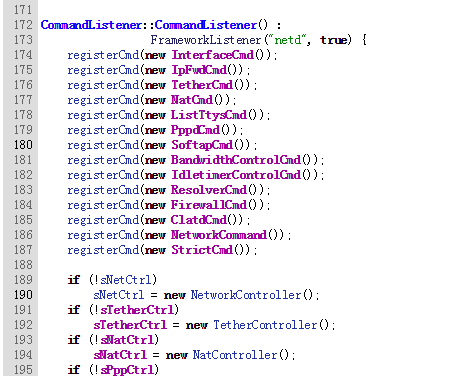 171
172 CommandListener::CommandListener() :
173 FrameworkListener("netd", true) {
174 registerCmd(new InterfaceCmd());
175 registerCmd(new IpFwdCmd());
176 registerCmd(new TetherCmd());
177 registerCmd(new NatCmd());
178 registerCmd(new ListTtysCmd());
179 registerCmd(new PppdCmd());
180 registerCmd(new SoftapCmd());
181 registerCmd(new BandwidthControlCmd());
182 registerCmd(new IdletimerControlCmd());
183 registerCmd(new ResolverCmd());
184 registerCmd(new FirewallCmd());
185 registerCmd(new ClatdCmd());
186 registerCmd(new NetworkCommand());
187 registerCmd(new StrictCmd());
188
189 if (!sNetCtrl)
190 sNetCtrl = new NetworkController();
191 if (!sTetherCtrl)
192 sTetherCtrl = new TetherController();
193 if (!sNatCtrl)
194 sNatCtrl = new NatController();
195 if (!sPppCtrl)